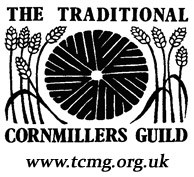 THE TRADITIONAL
CORNMILLERS GUILD
www.tcmg.org.uk